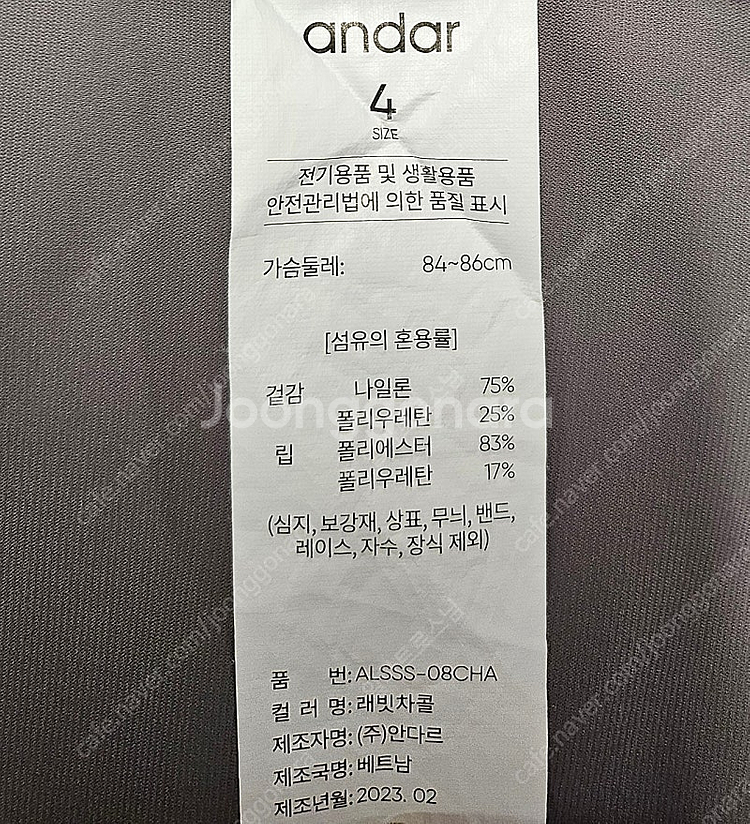 andar
4
SIZE
전기용품 및 생활용품
안전관리법에 의한 품질 표시
가슴둘레: 84~86cm
[섬유의 혼용률]
겉감 나일론 75%
폴리우레탄 25%
립 폴리에스터 83%
폴리우레탄 17%
(심지, 보강재, 상표, 무늬, 밴드,
레이스, 자수, 장식 제외)
품 번: ALSSS-08CHA
컬 러 명: 래빗차콜
제조자명: (주)안다르
제조국명: 베트남
제조년월: 2023. 02
Joonggonara
cafe.naver.com/joonggonara